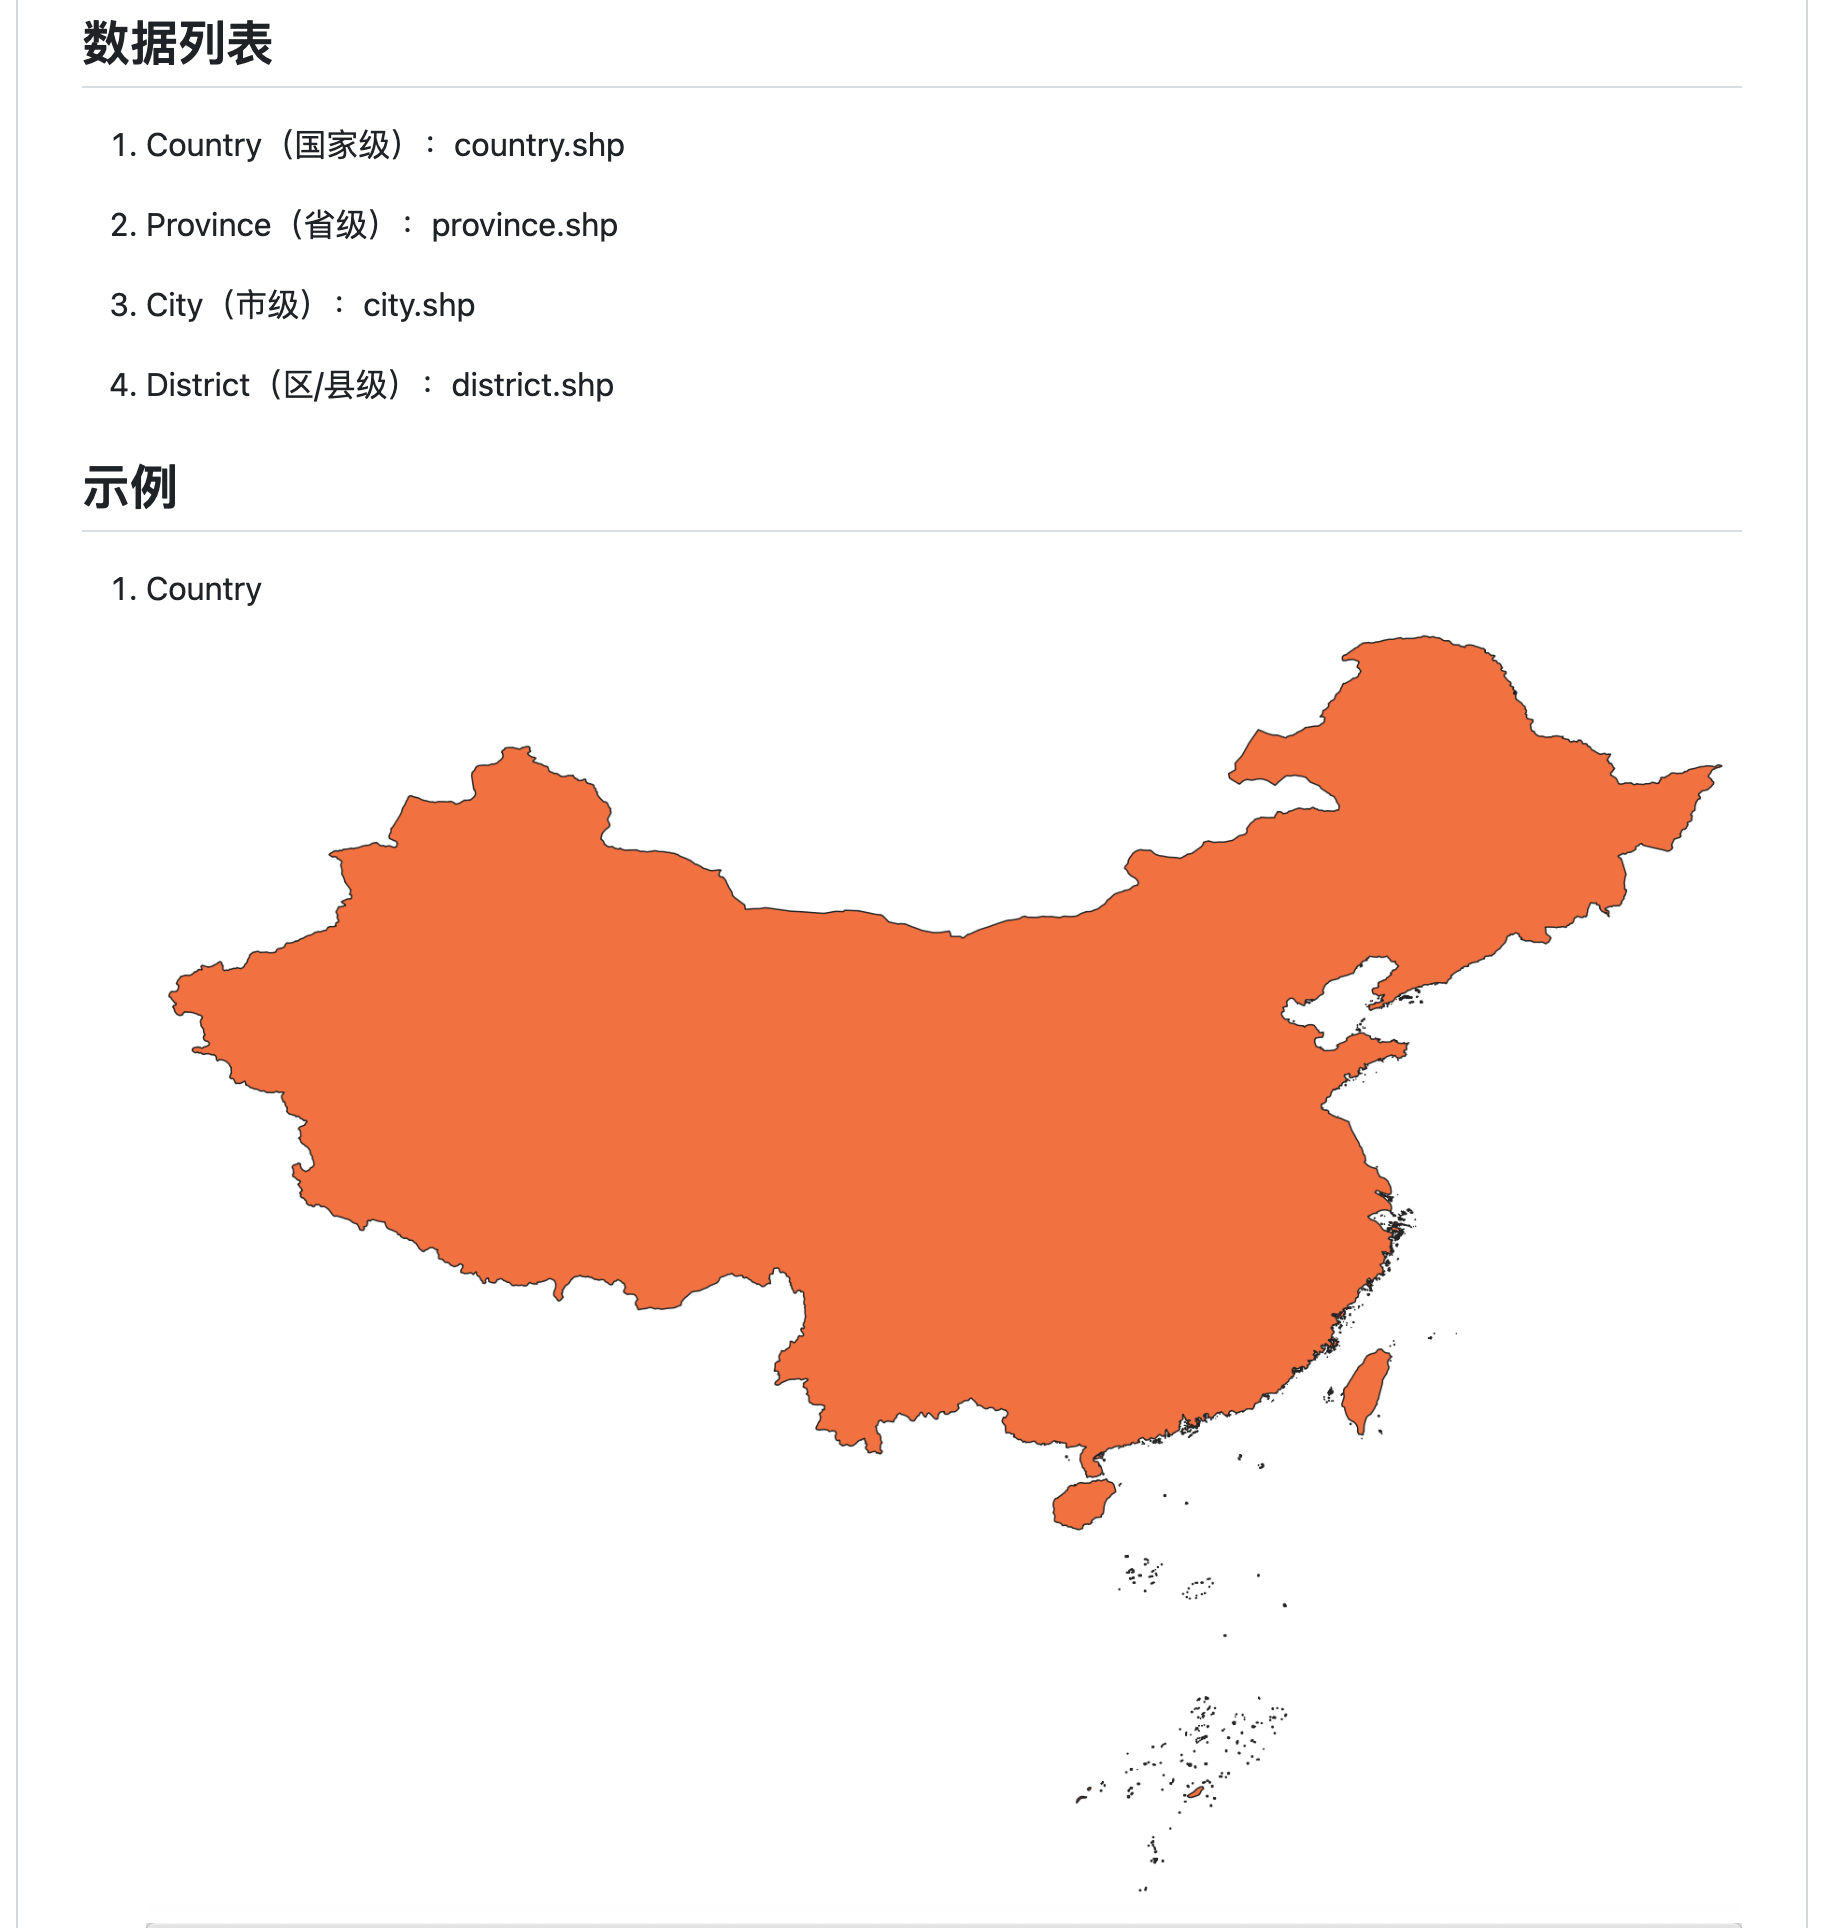 数据列表
1. Country（国家级）：country.shp
2. Province（省级）：province.shp
3. City（市级）：city.shp
4. District（区/县级）：district.shp
示例
1. Country